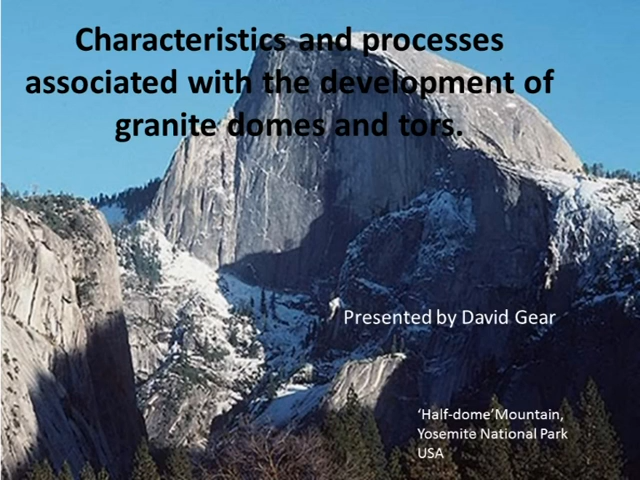 Characteristics and processes
associated with the development of
granite domes and tors.
Presented by David Gear
‘Half-dome’Mountain,
Yosemite National Park
USA